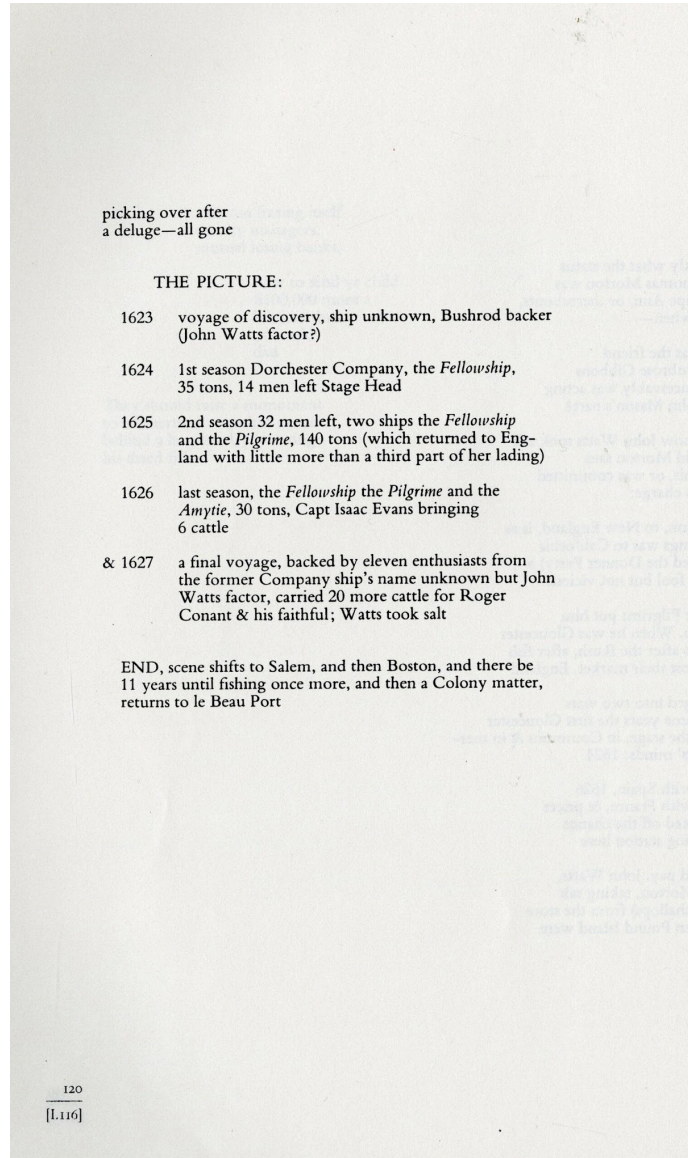 picking over after
a deluge—all gone
THE PICTURE:
1623 voyage of discovery, ship unknown, Bushrod backer
(John Watts factor?)
1624 1st season Dorchester Company, the Fellowship,
35 tons, 14 men left Stage Head
1625 2nd season 32 men left, two ships the Fellowship
and the Pilgrime, 140 tons (which returned to Eng-
land with little more than a third part of her lading)
1626 last season, the Fellowship the Pilgrime and the
Amytie, 30 tons, Capt Isaac Evans bringing
6 cattle
& 1627 a final voyage, backed by eleven enthusiasts from
the former Company ship's name unknown but John
Watts factor, carried 20 more cattle for Roger
Conant & his faithful; Watts took salt
END, scene shifts to Salem, and then Boston, and there be
11 years until fishing once more, and then a Colony matter,
returns to le Beau Port
120
[I.116]